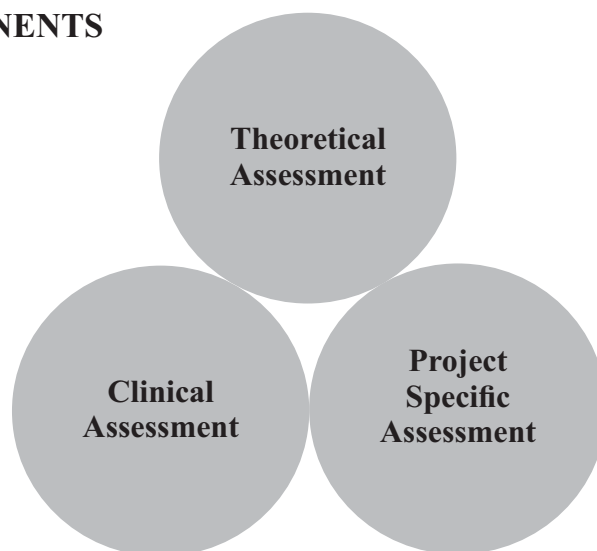 NENTS
Theoretical
Assessment
Clinical
Assessment
Project
Specific
Assessment